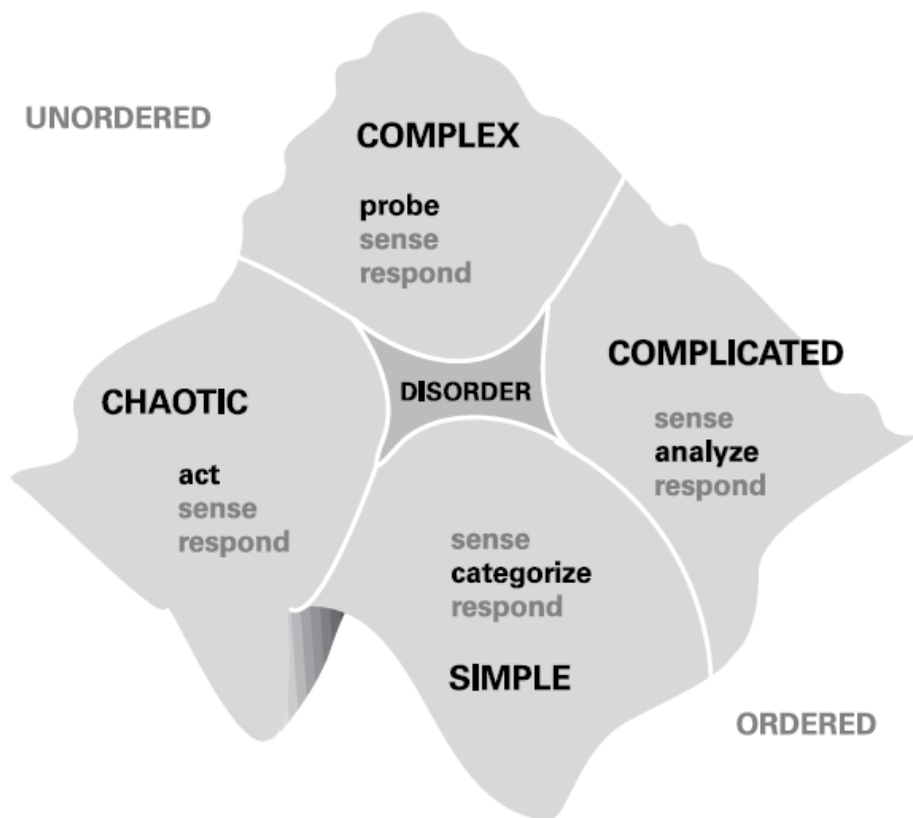 UNORDERED
COMPLEX
probe
sense
respond
COMPLICATED
sense
analyze
respond
DISORDER
CHAOTIC
act
sense
respond
sense
categorize
respond
SIMPLE
ORDERED